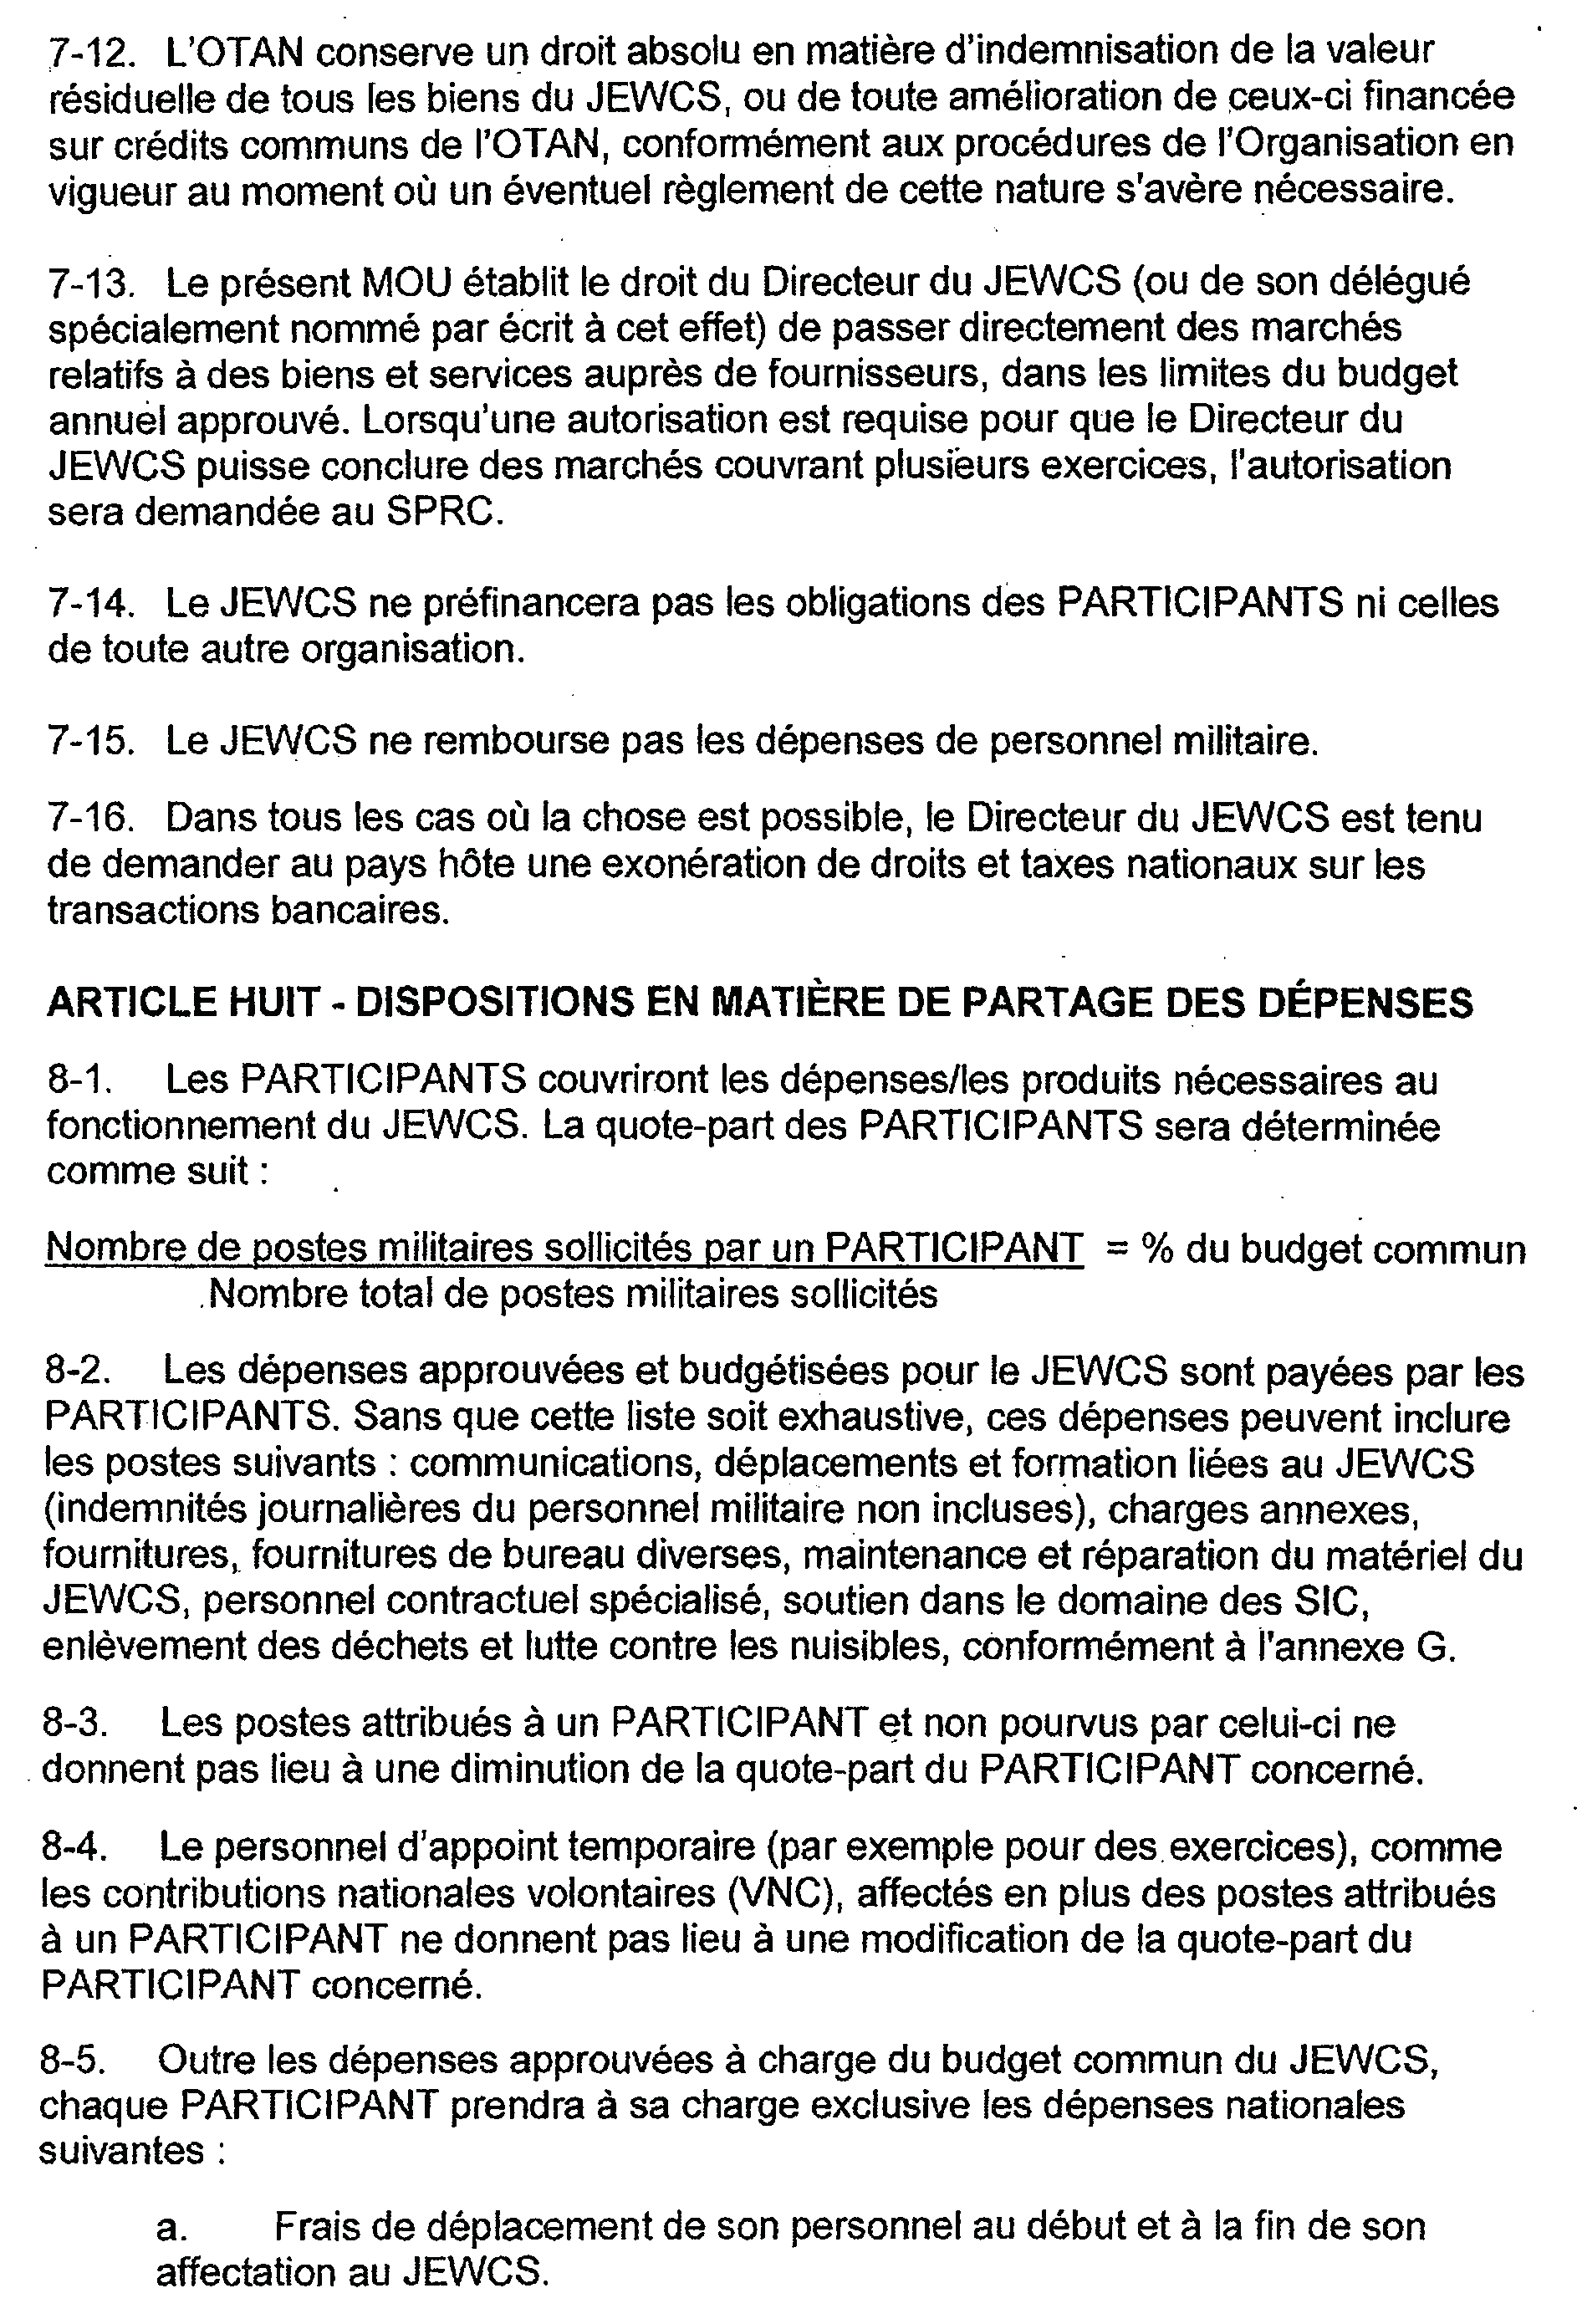 7-12. L'OTAN conserve un droit absolu en matière d'indemnisation de la valeur
résiduelle de tous les biens du JEWCS, ou de toute amélioration de ceux-ci financée
sur crédits communs de l'OTAN, conformément aux procédures de l'Organisation en
vigueur au moment où un éventuel règlement de cette nature s'avère nécessaire.
7-13. Le présent MOU établit le droit du Directeur du JEWCS (ou de son délégué
spécialement nommé par écrit à cet effet) de passer directement des marchés
relatifs à des biens et services auprès de fournisseurs, dans les limites du budget
annuel approuvé. Lorsqu'une autorisation est requise pour que le Directeur du
JEWCS puisse conclure des marchés couvrant plusieurs exercices, l'autorisation
sera demandée au SPRC.
7-14. Le JEWCS ne préfinancera pas les obligations des PARTICIPANTS ni celles
de toute autre organisation.
7-15. Le JEWCS ne rembourse pas les dépenses de personnel militaire.
7-16. Dans tous les cas où la chose est possible, le Directeur du JEWCS est tenu
de demander au pays hôte une exonération de droits et taxes nationaux sur les
transactions bancaires.
ARTICLE HUIT - DISPOSITIONS EN MATIÈRE DE PARTAGE DES DÉPENSES
8-1. Les PARTICIPANTS couvriront les dépenses/les produits nécessaires au
fonctionnement du JEWCS. La quote-part des PARTICIPANTS sera déterminée
comme suit :
Nombre de postes militaires sollicités par un PARTICIPANT = % du budget commun
Nombre total de postes militaires sollicités
8-2. Les dépenses approuvées et budgétisées pour le JEWCS sont payées par les
PARTICIPANTS. Sans que cette liste soit exhaustive, ces dépenses peuvent inclure
les postes suivants : communications, déplacements et formation liées au JEWCS
(indemnités journalières du personnel militaire non incluses), charges annexes,
fournitures, fournitures de bureau diverses, maintenance et réparation du matériel du
JEWCS, personnel contractuel spécialisé, soutien dans le domaine des SIC,
enlèvement des déchets et lutte contre les nuisibles, conformément à l'annexe G.
8-3. Les postes attribués à un PARTICIPANT et non pourvus par celui-ci ne
donnent pas lieu à une diminution de la quote-part du PARTICIPANT concerné.
8-4. Le personnel d'appoint temporaire (par exemple pour des exercices), comme
les contributions nationales volontaires (VNC), affectés en plus des postes attribués
à un PARTICIPANT ne donnent pas lieu à une modification de la quote-part du
PARTICIPANT concerné.
8-5. Outre les dépenses approuvées à charge du budget commun du JEWCS,
chaque PARTICIPANT prendra à sa charge exclusive les dépenses nationales
suivantes :
a. Frais de déplacement de son personnel au début et à la fin de son
affectation au JEWCS.